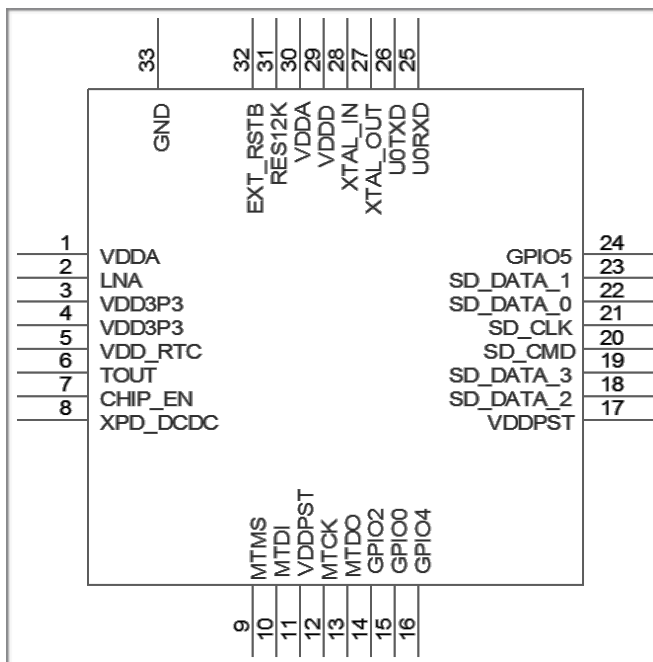 33
32
31
30
29
28
27
26
25
GND
EXT_RSTB
RES12K
VDDA
VDDD
XTAL_IN
XTAL_OUT
U0TXD
U0RXD
1 VDDA
2 LNA
3 VDD3P3
4 VDD3P3
5 VDD_RTC
6 TOUT
7 CHIP_EN
8 XPD_DCDC
GPIO5 24
SD_DATA_1 23
SD_DATA_0 22
SD_CLK 21
SD_CMD 20
SD_DATA_3 19
SD_DATA_2 18
VDDPST 17
MTMS
MTDI
VDDPST
MTCK
MTDO
GPIO2
GPIO0
GPIO4
9
10
11
12
13
14
15
16